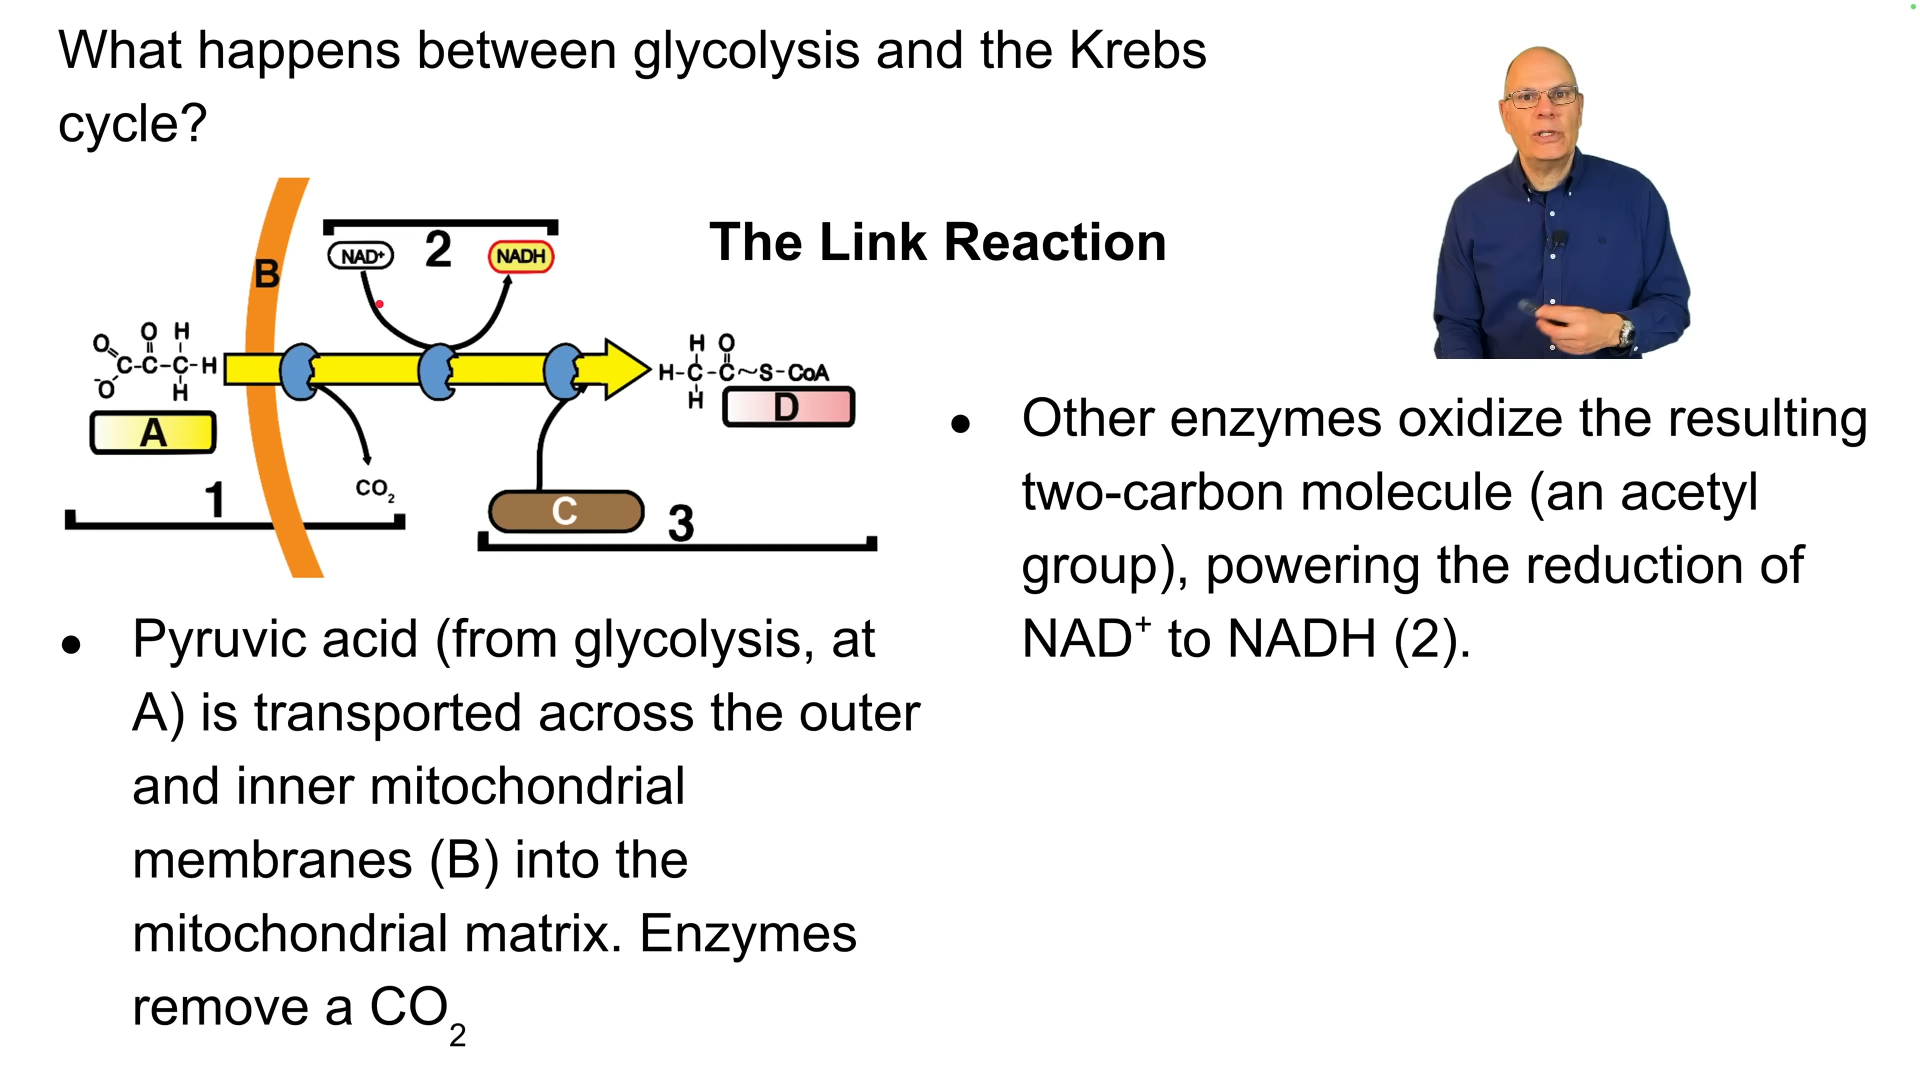 What happens between glycolysis and the Krebs
cycle?
The Link Reaction
B
NAD⁺
2
NADH
O
O H
C-C-C-H
⁻O
H
A
1
CO₂
H O
H-C-C~S-CoA
H
D
C
3
● Pyruvic acid (from glycolysis, at
A) is transported across the outer
and inner mitochondrial
membranes (B) into the
mitochondrial matrix. Enzymes
remove a CO₂
● Other enzymes oxidize the resulting
two-carbon molecule (an acetyl
group), powering the reduction of
NAD⁺ to NADH (2).